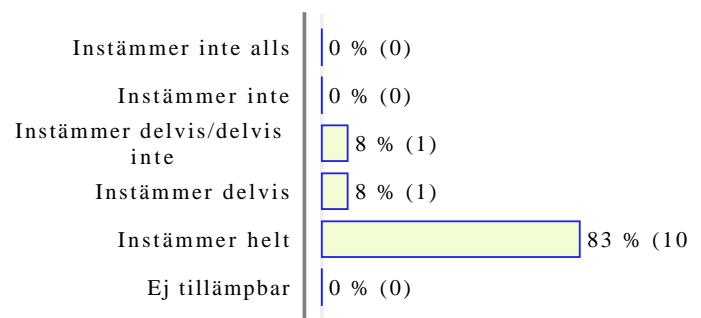 Instämmer inte alls 0 % (0)
Instämmer inte 0 % (0)
Instämmer delvis/delvis
inte 8 % (1)
Instämmer delvis 8 % (1)
Instämmer helt 83 % (10
Ej tillämpbar 0 % (0)